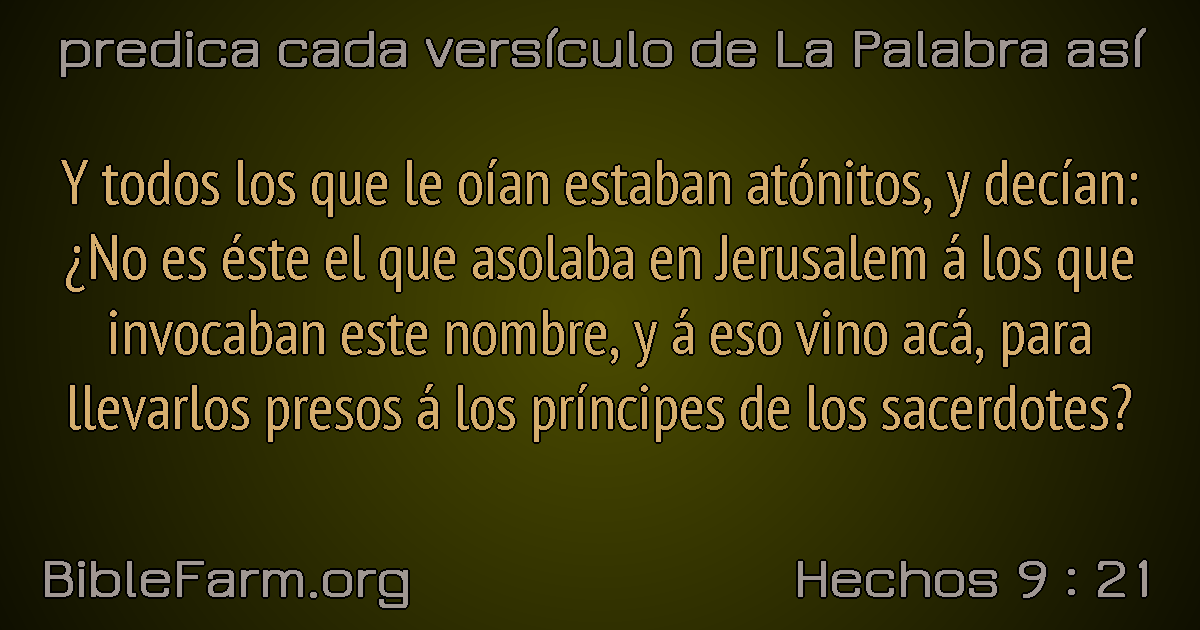 predica cada versículo de La Palabra así
Y todos los que le oían estaban atónitos, y decían:
¿No es éste el que asolaba en Jerusalem á los que
invocaban este nombre, y á eso vino acá, para
llevarlos presos á los príncipes de los sacerdotes?
BibleFarm.org
Hechos 9 : 21